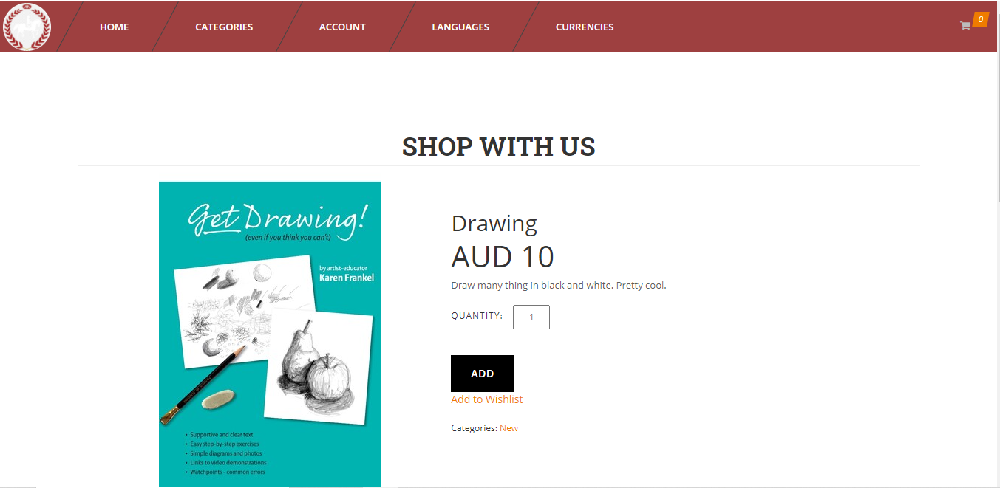 HOME
CATEGORIES
ACCOUNT
LANGUAGES
CURRENCIES
0
SHOP WITH US
Get Drawing!
(even if you think you can't)
by artist-educator
Karen Frankel
• Supportive and clear text
• Easy step-by-step exercises
• Simple diagrams and photos
• Links to video demonstrations
• Watchpoints - common errors
Drawing
AUD 10
Draw many thing in black and white. Pretty cool.
QUANTITY: 1
ADD
Add to Wishlist
Categories: New